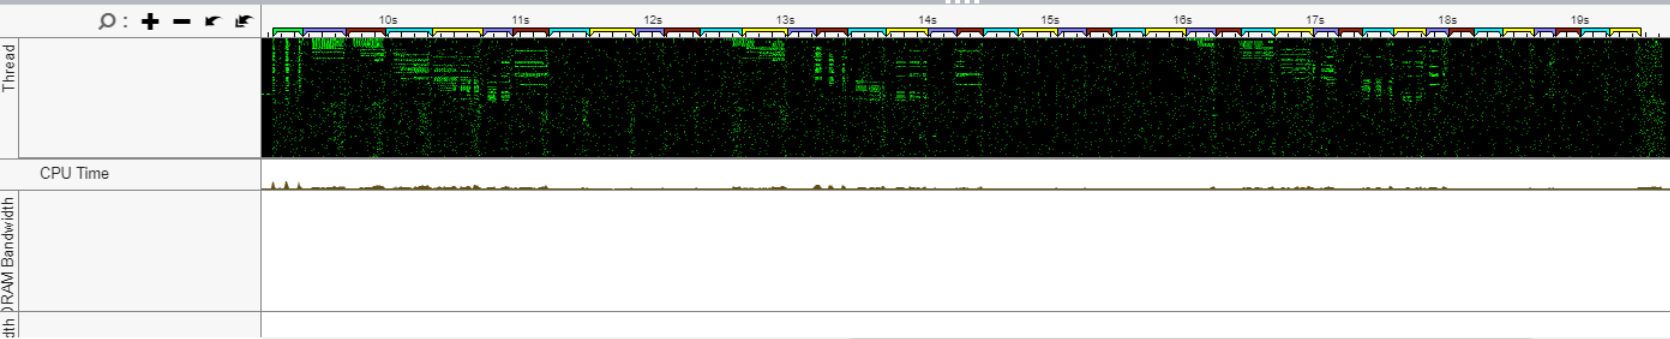 10s 11s 12s 13s 14s 15s 16s 17s 18s 19s
Thread
CPU Time
DRAM Bandwidth
dth